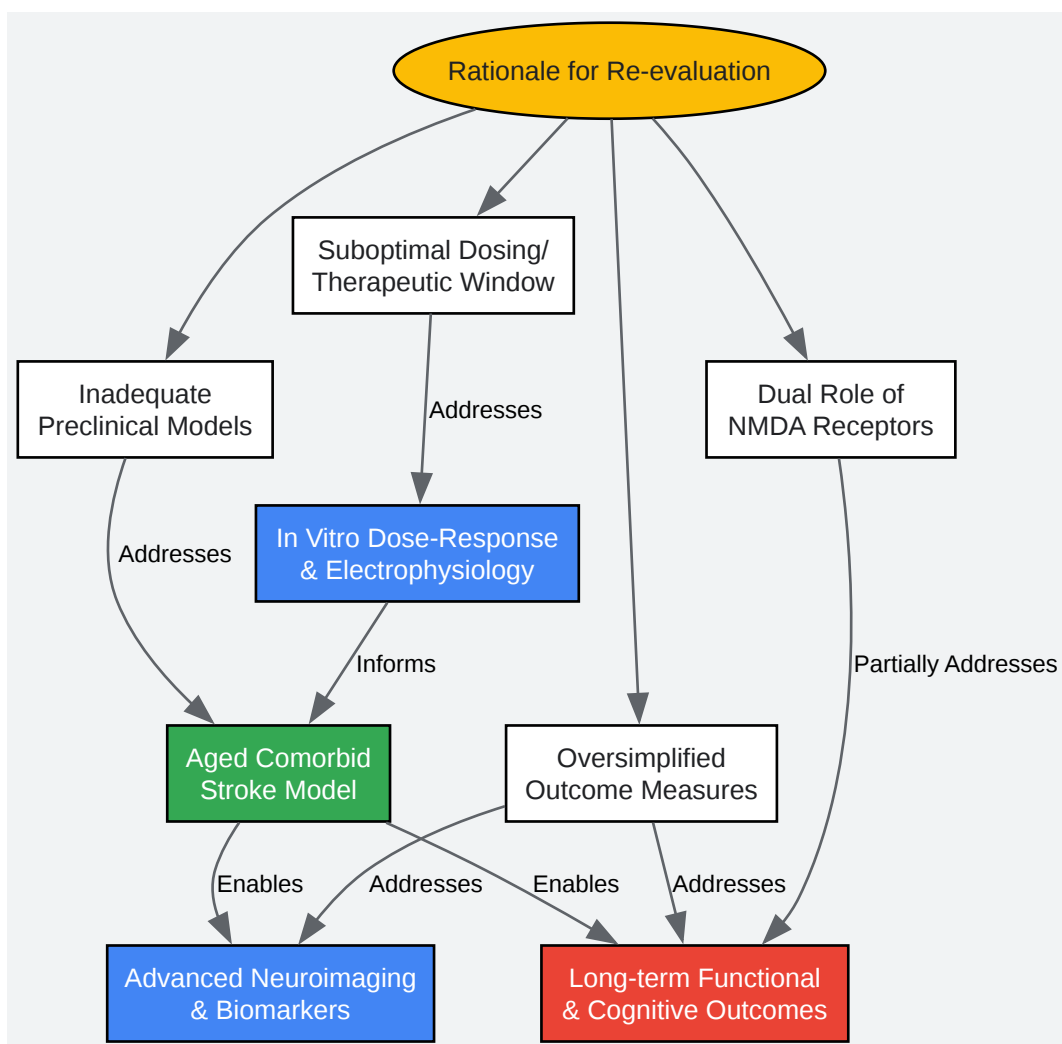 Rationale for Re-evaluation
Suboptimal Dosing/
Therapeutic Window
Inadequate
Preclinical Models
Dual Role of
NMDA Receptors
Addresses
In Vitro Dose-Response
& Electrophysiology
Addresses
Informs
Partially Addresses
Aged Comorbid
Stroke Model
Oversimplified
Outcome Measures
Enables
Addresses
Enables
Addresses
Advanced Neuroimaging
& Biomarkers
Long-term Functional
& Cognitive Outcomes